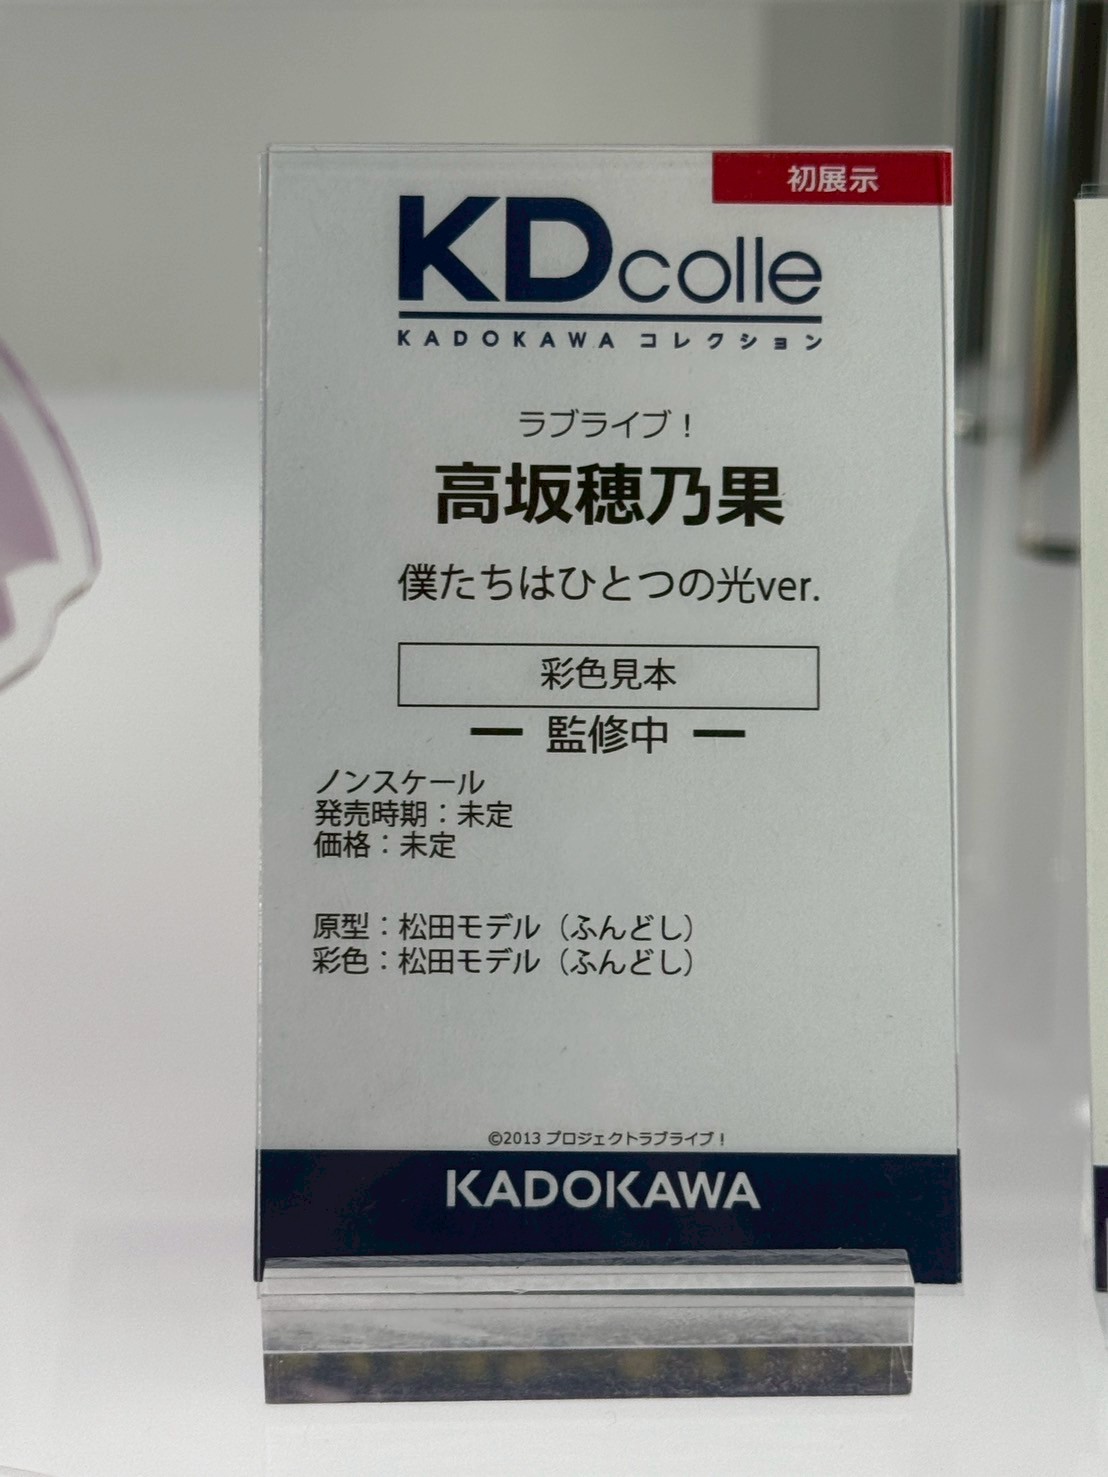 初展示
KDcolle
KADOKAWA コレクション
ラブライブ！
高坂穂乃果
僕たちはひとつの光ver.
彩色見本
― 監修中 ―
ノンスケール
発売時期：未定
価格：未定
原型：松田モデル（ふんどし）
彩色：松田モデル（ふんどし）
©2013 プロジェクトラブライブ！
KADOKAWA